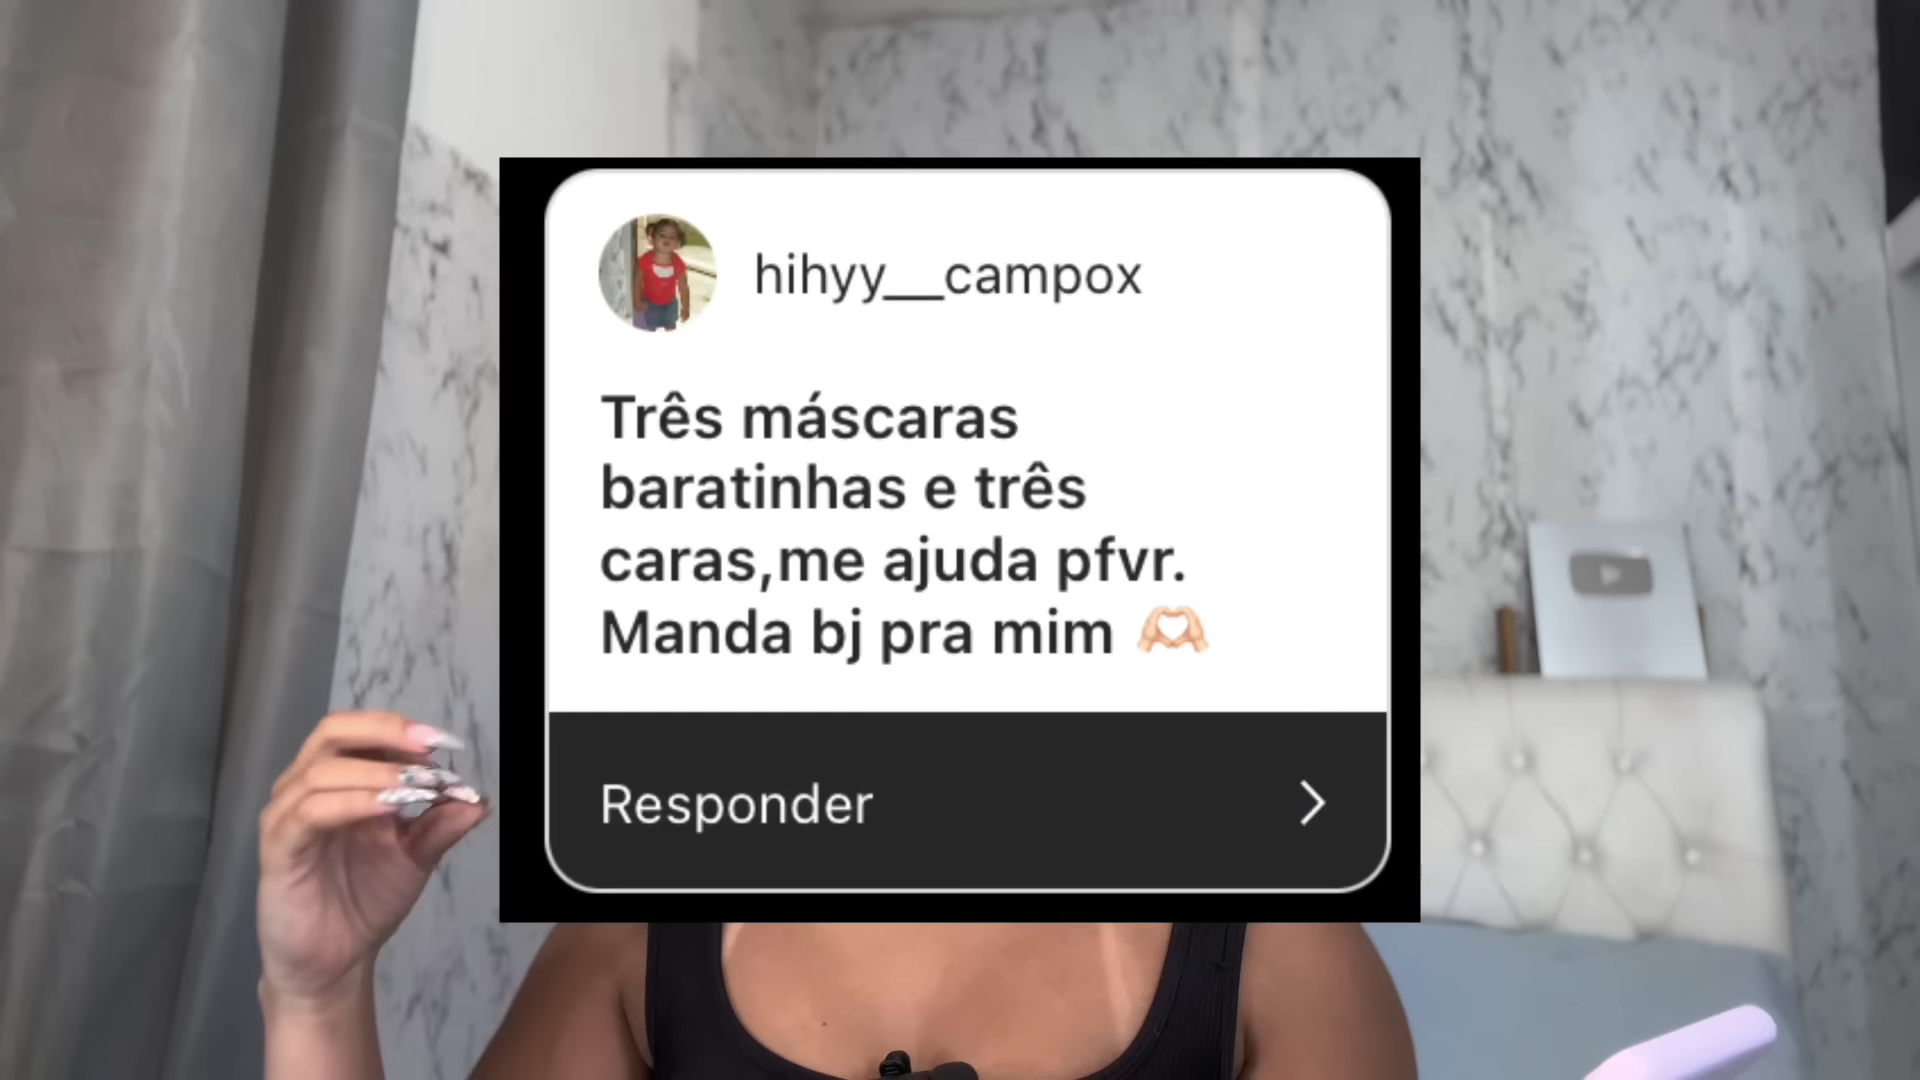 hihyy__campox
Três máscaras
baratinhas e três
caras,me ajuda pfvr.
Manda bj pra mim 🫶🏻
Responder